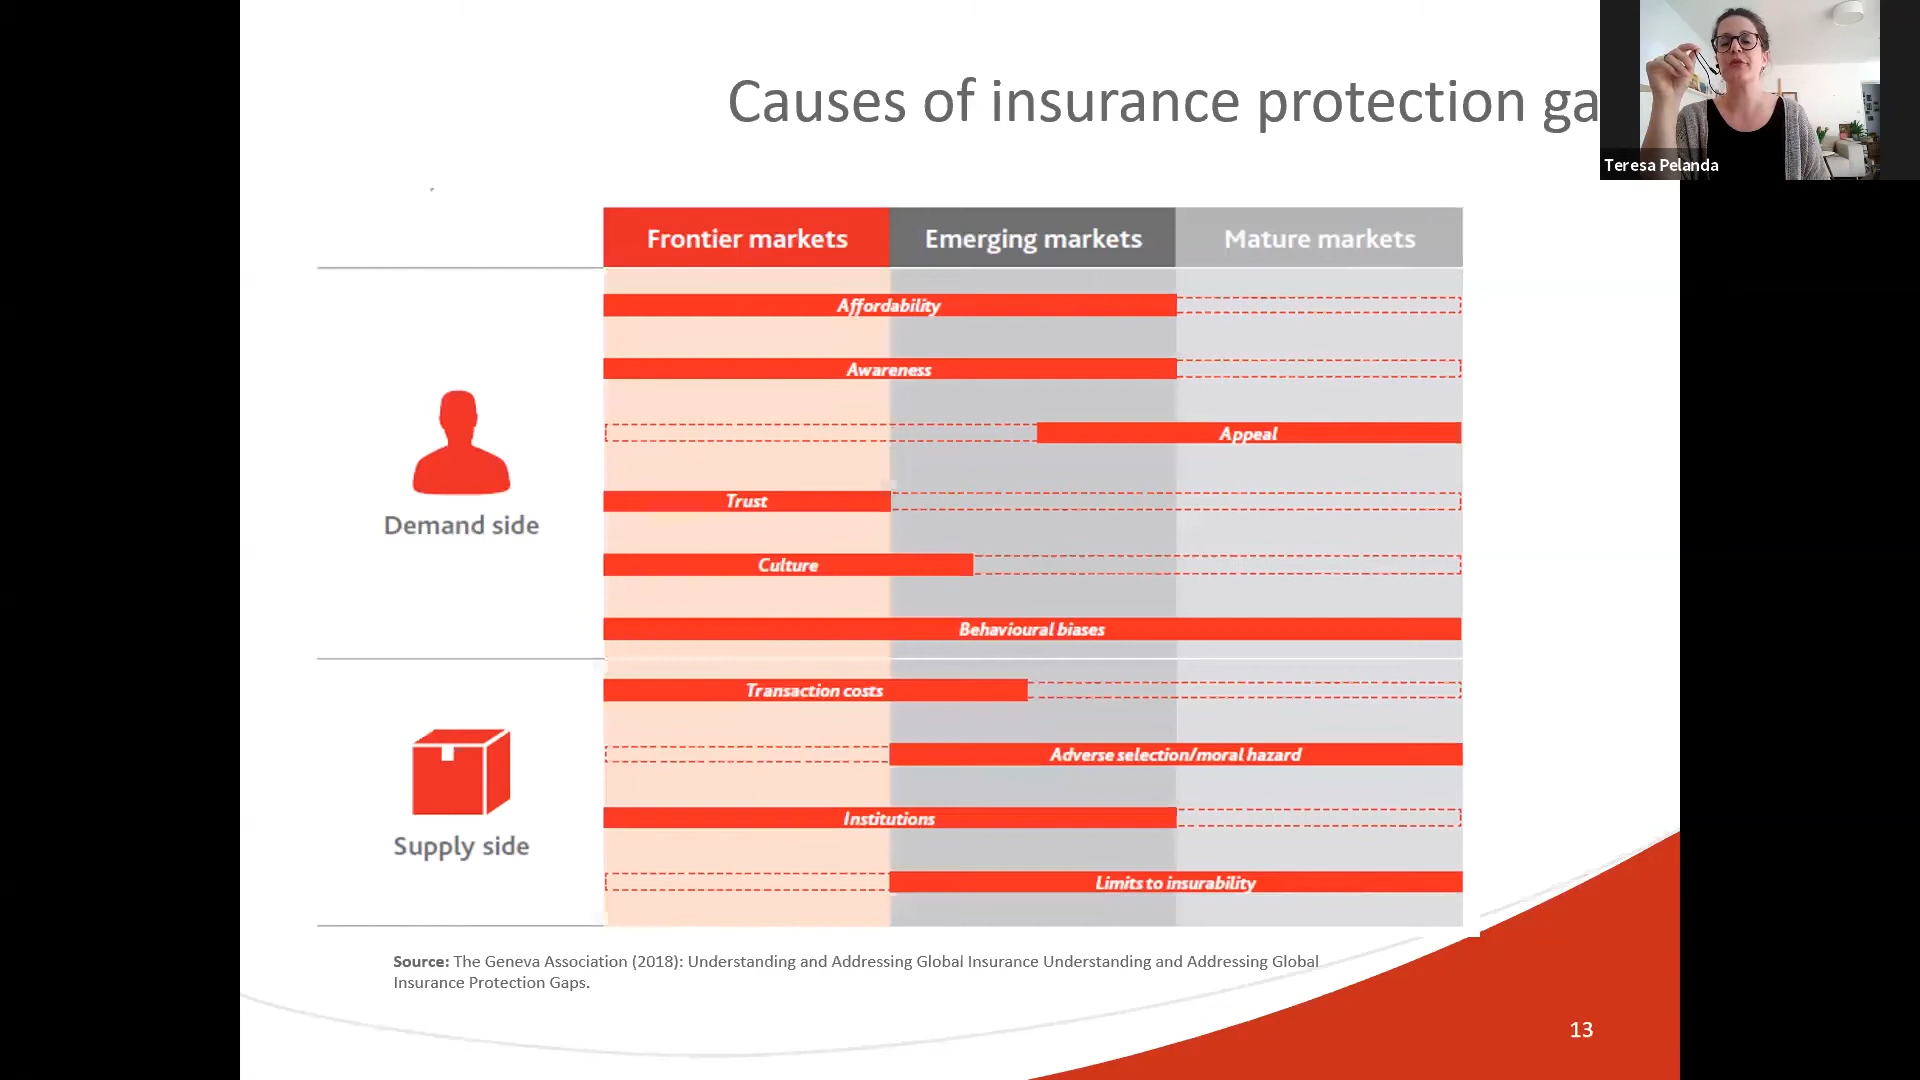 Causes of insurance protection ga
Teresa Pelanda
Frontier markets
Emerging markets
Mature markets
Affordability
Awareness
Appeal
Trust
Demand side
Culture
Behavioural biases
Transaction costs
Adverse selection/moral hazard
Institutions
Supply side
Limits to insurability
Source: The Geneva Association (2018): Understanding and Addressing Global Insurance Understanding and Addressing Global
Insurance Protection Gaps.
13